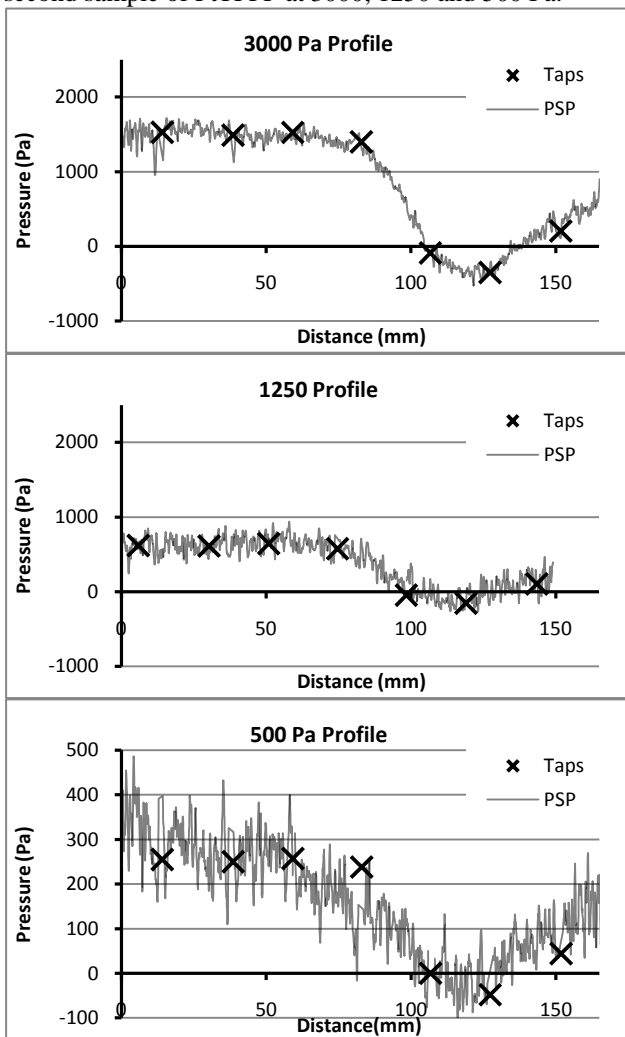 second sample of PtTFPP at 3000, 1250 and 500 Pa.
3000 Pa Profile
Taps
PSP
Pressure (Pa)
2000
1000
0
-1000
0
50
100
150
Distance (mm)
1250 Profile
Taps
PSP
Pressure (Pa)
2000
1000
0
-1000
0
50
100
150
Distance (mm)
500 Pa Profile
Taps
PSP
Pressure (Pa)
500
400
300
200
100
0
-100
0
50
100
150
Distance(mm)